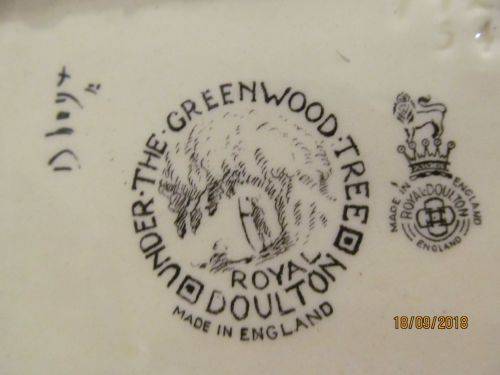 UNDER·THE·GREENWOOD·TREE
ROYAL
DOULTON
MADE IN ENGLAND
MADE IN ENGLAND
ROYAL·DOULTON
ENGLAND
18/09/2018